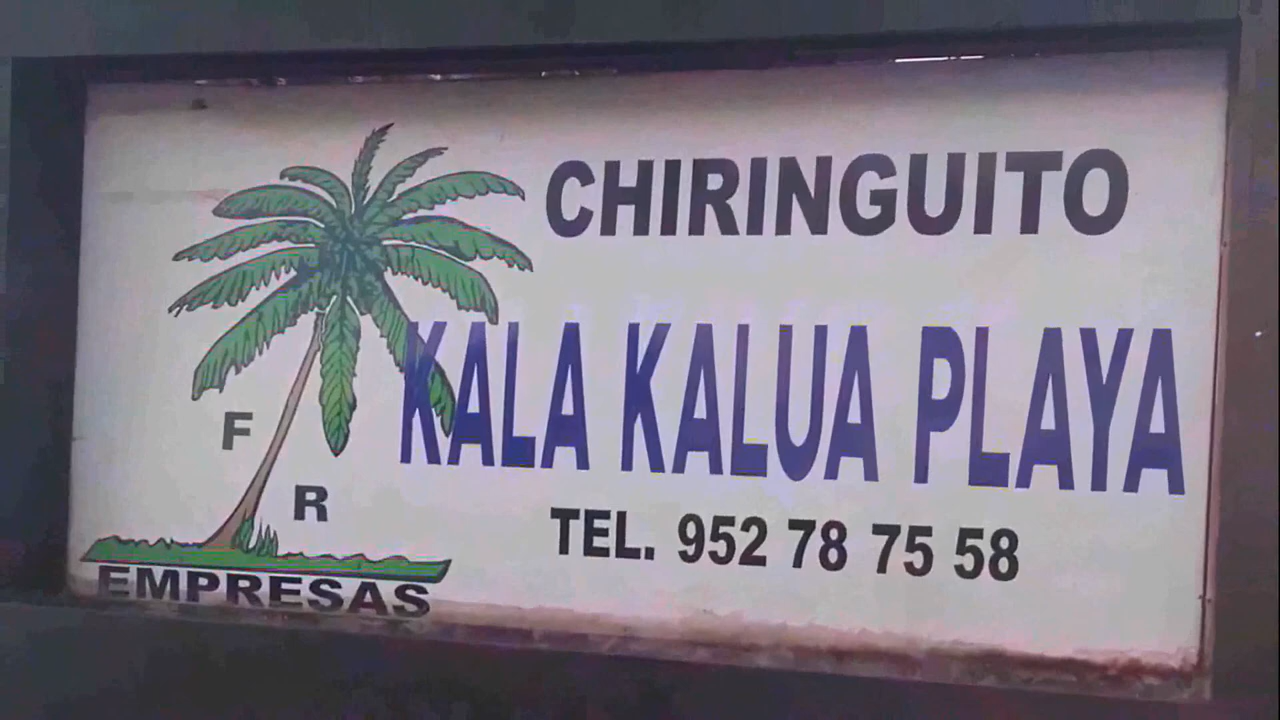 CHIRINGUITO
KALA KALUA PLAYA
TEL. 952 78 75 58
F
R
EMPRESAS